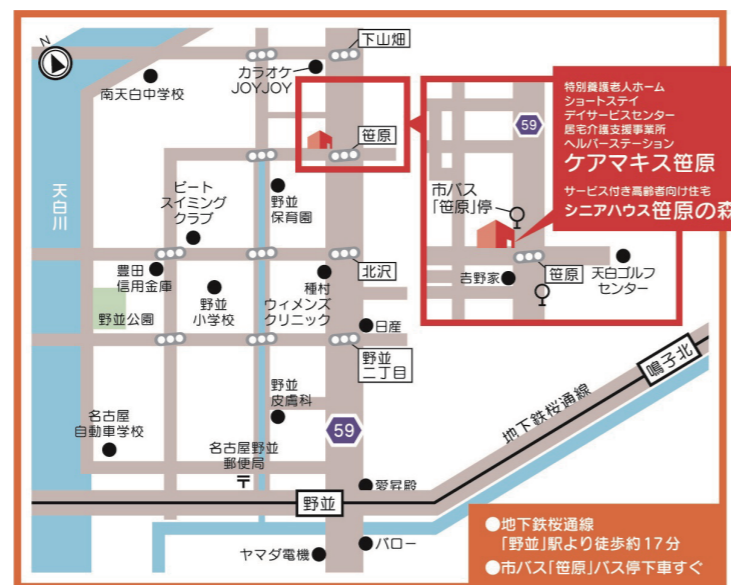 N
下山畑
カラオケ
JOYJOY
南天白中学校
笹原
天白川
ビート
スイミング
クラブ
野並
保育園
北沢
豊田
信用金庫
野並
小学校
種村
ウィメンズ
クリニック
野並公園
日産
野並
二丁目
野並
皮膚科
59
名古屋
自動車学校
名古屋野並
郵便局
〒
愛昇殿
野並
ヤマダ電機
バロー
地下鉄桜通線
鳴子北
59
市バス
「笹原」停
笹原
吉野家
天白ゴルフ
センター
特別養護老人ホーム
ショートステイ
デイサービスセンター
居宅介護支援事業所
ヘルパーステーション
ケアマキス笹原
サービス付き高齢者向け住宅
シニアハウス笹原の森
●地下鉄桜通線
「野並」駅より徒歩約17分
●市バス「笹原」バス停下車すぐ